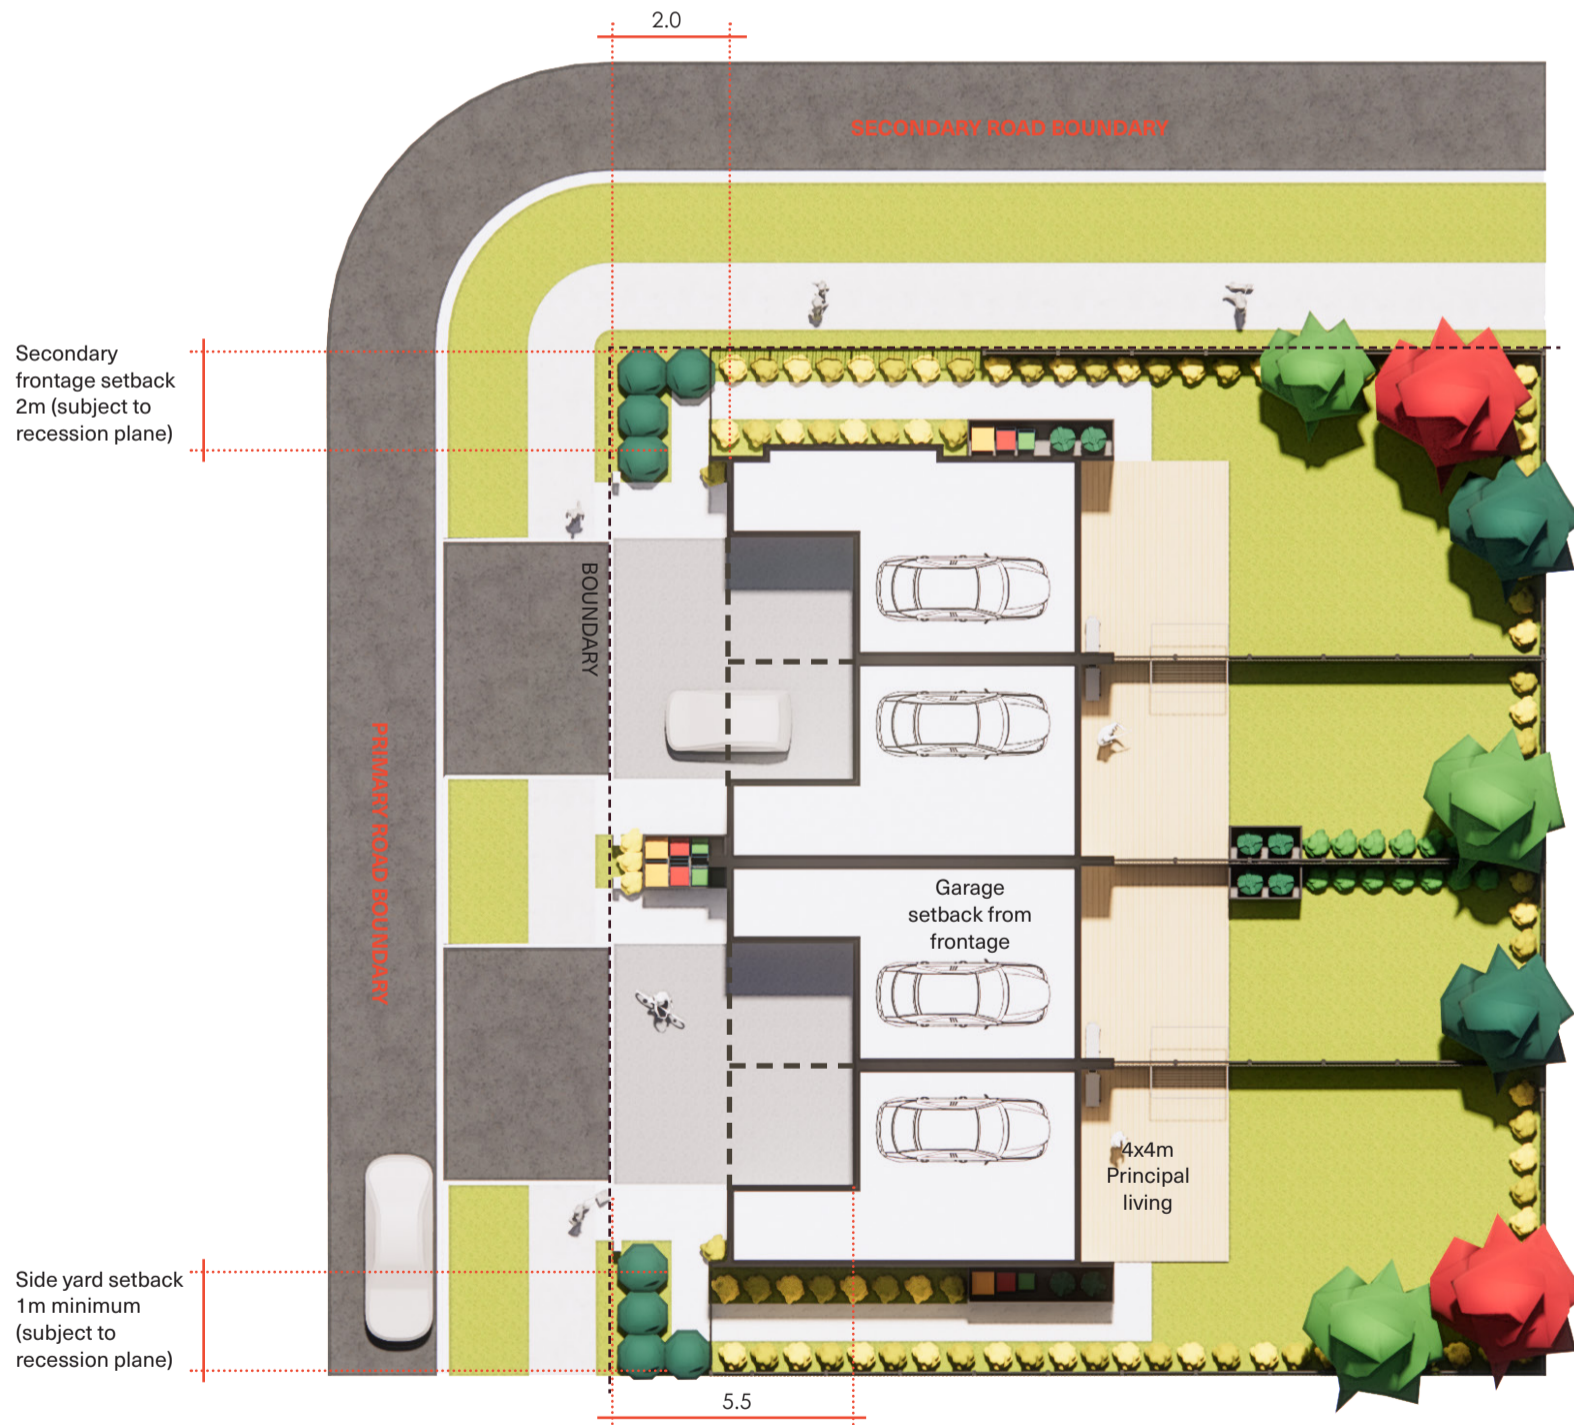 2.0
SECONDARY ROAD BOUNDARY
Secondary
frontage setback
2m (subject to
recession plane)
BOUNDARY
PRIMARY ROAD BOUNDARY
Garage
setback from
frontage
4x4m
Principal
living
Side yard setback
1m minimum
(subject to
recession plane)
5.5